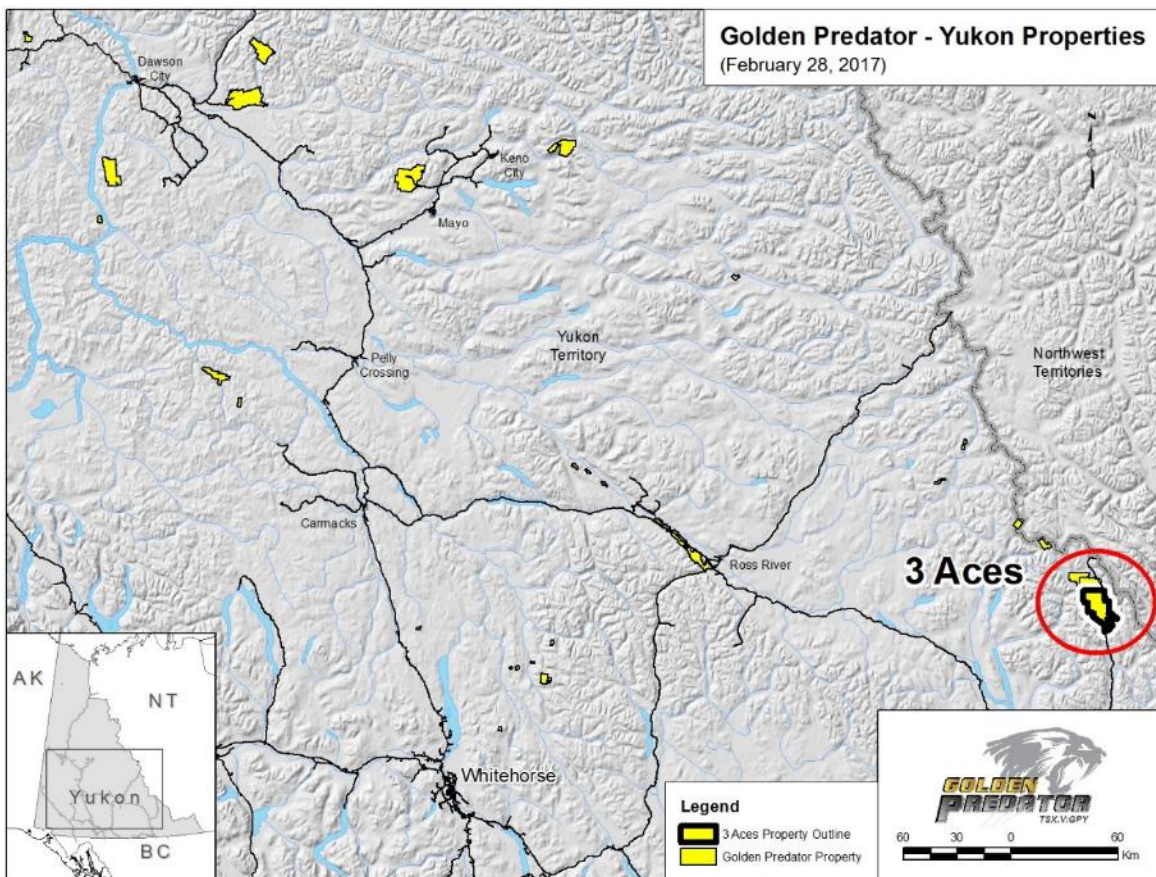 Golden Predator - Yukon Properties
(February 28, 2017)
Dawson
City
Keno
City
Mayo
Yukon
Territory
Northwest
Territories
Pelly
Crossing
Carmacks
Ross River
3 Aces
Whitehorse
AK
NT
Yukon
BC
Legend
3 Aces Property Outline
Golden Predator Property
GOLDEN
PREDATOR
TSX.V:GPY
60 30 0 60
Km